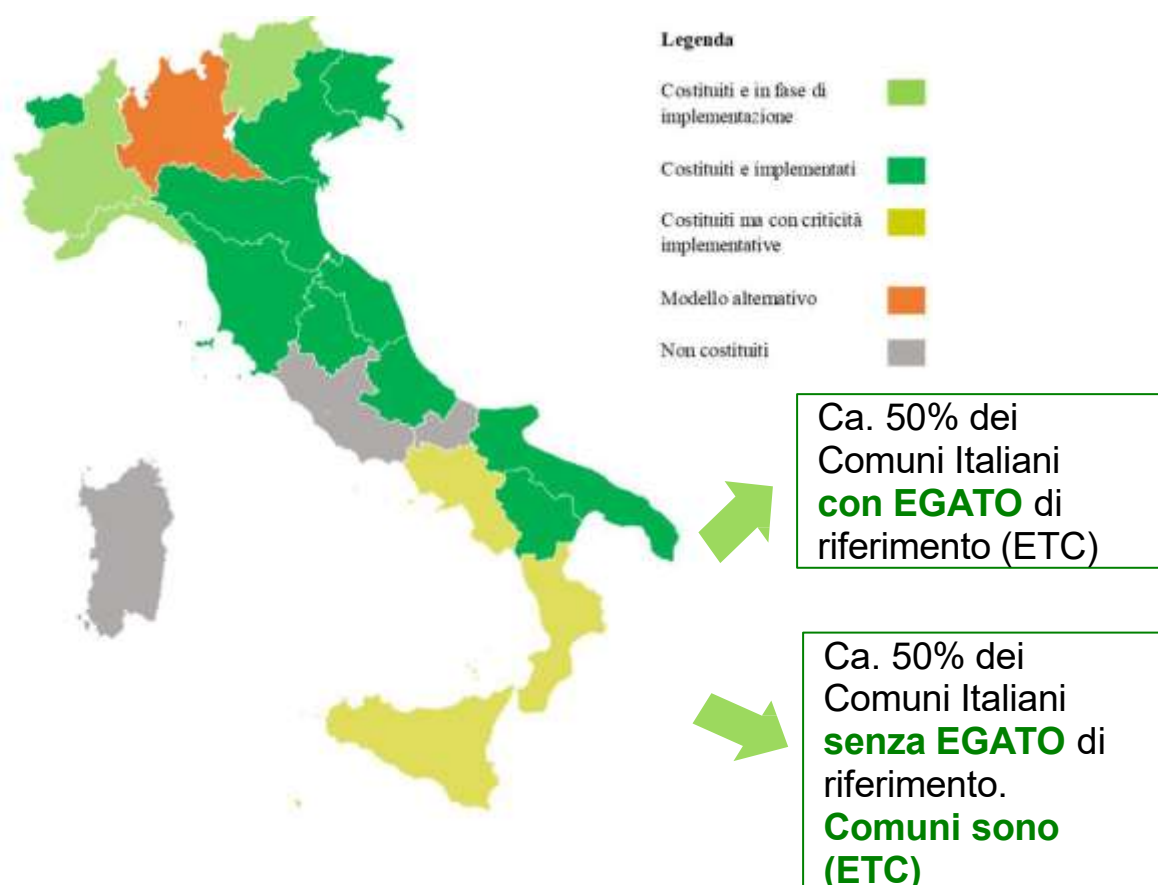 Legenda
Costituiti e in fase di
implementazione
Costituiti e implementati
Costituiti ma con criticità
implementative
Modello alternativo
Non costituiti
Ca. 50% dei
Comuni Italiani
con EGATO di
riferimento (ETC)
Ca. 50% dei
Comuni Italiani
senza EGATO di
riferimento.
Comuni sono
(ETC)